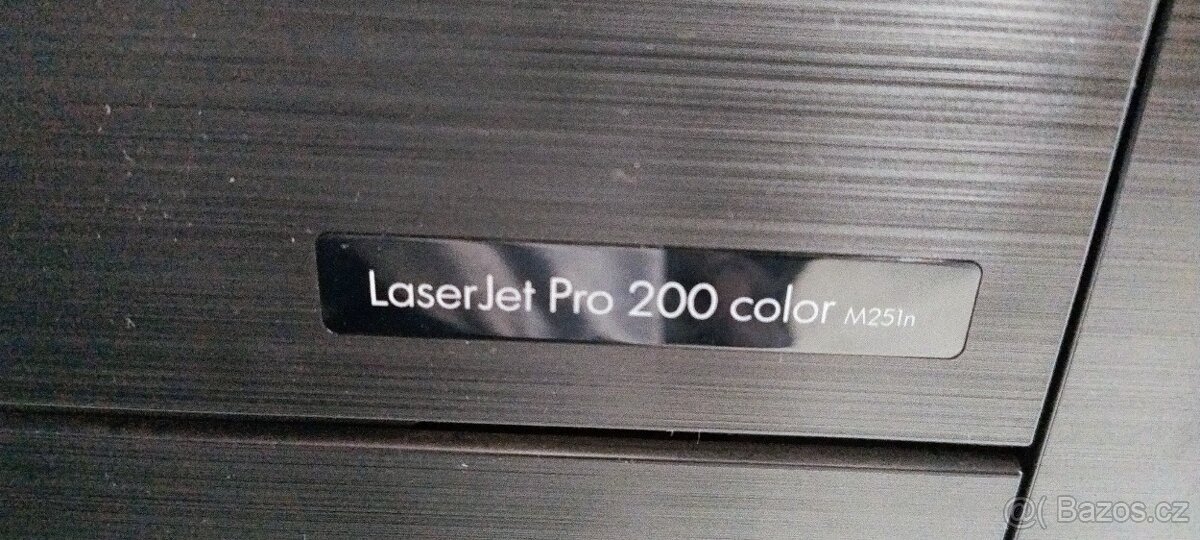 LaserJet Pro 200 color M251n
@( Bazos.cz